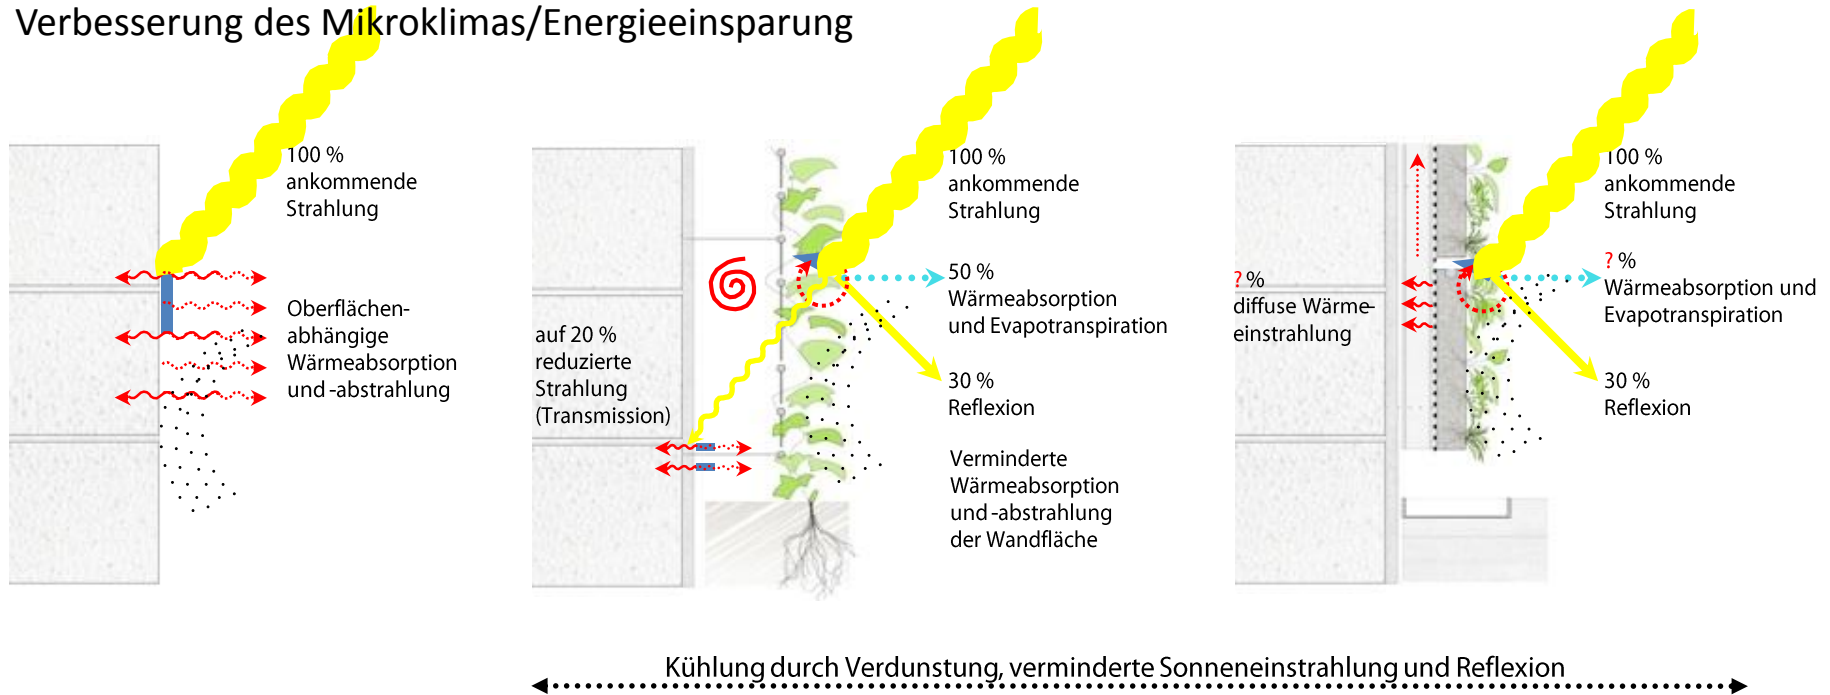 Verbesserung des Mikroklimas/Energieeinsparung
100 %
ankommende
Strahlung
Oberflächen-
abhängige
Wärmeabsorption
und -abstrahlung
auf 20 %
reduzierte
Strahlung
(Transmission)
100 %
ankommende
Strahlung
50 %
Wärmeabsorption
und Evapotranspiration
30 %
Reflexion
Verminderte
Wärmeabsorption
und -abstrahlung
der Wandfläche
? %
diffuse Wärme-
einstrahlung
100 %
ankommende
Strahlung
? %
Wärmeabsorption und
Evapotranspiration
30 %
Reflexion
Kühlung durch Verdunstung, verminderte Sonneneinstrahlung und Reflexion